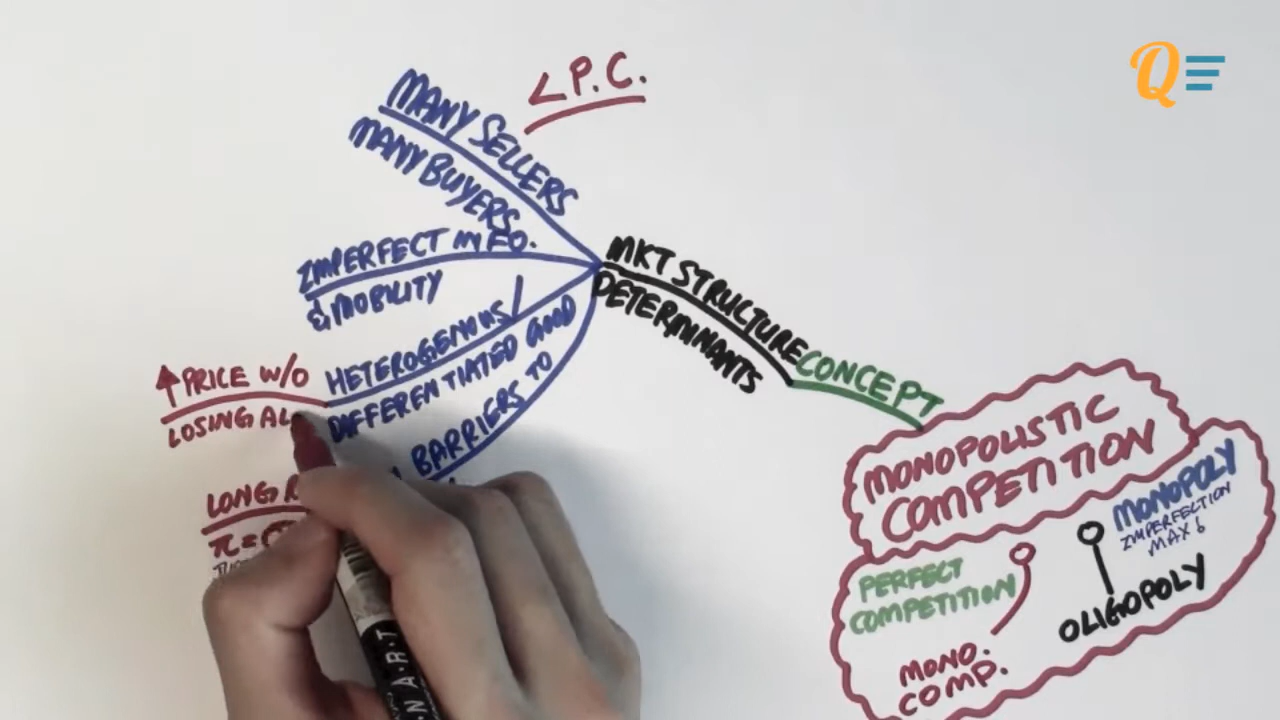 Q
< P.C.
MANY SELLERS
MANY BUYERS
IMPERFECT INFO.
& MOBILITY
HETEROGENOUS /
DIFFERENTIATED GOOD
BARRIERS TO
↑ PRICE W/O
LOSING AL
LONG
π =
MKT STRUCTURE
DETERMINANTS
CONCEPT
MONOPOLISTIC
COMPETITION
MONOPOLY
IMPERFECTION
MAX!
PERFECT
COMPETITION
OLIGOPOLY
MONO.
COMP.
N·A·R·T